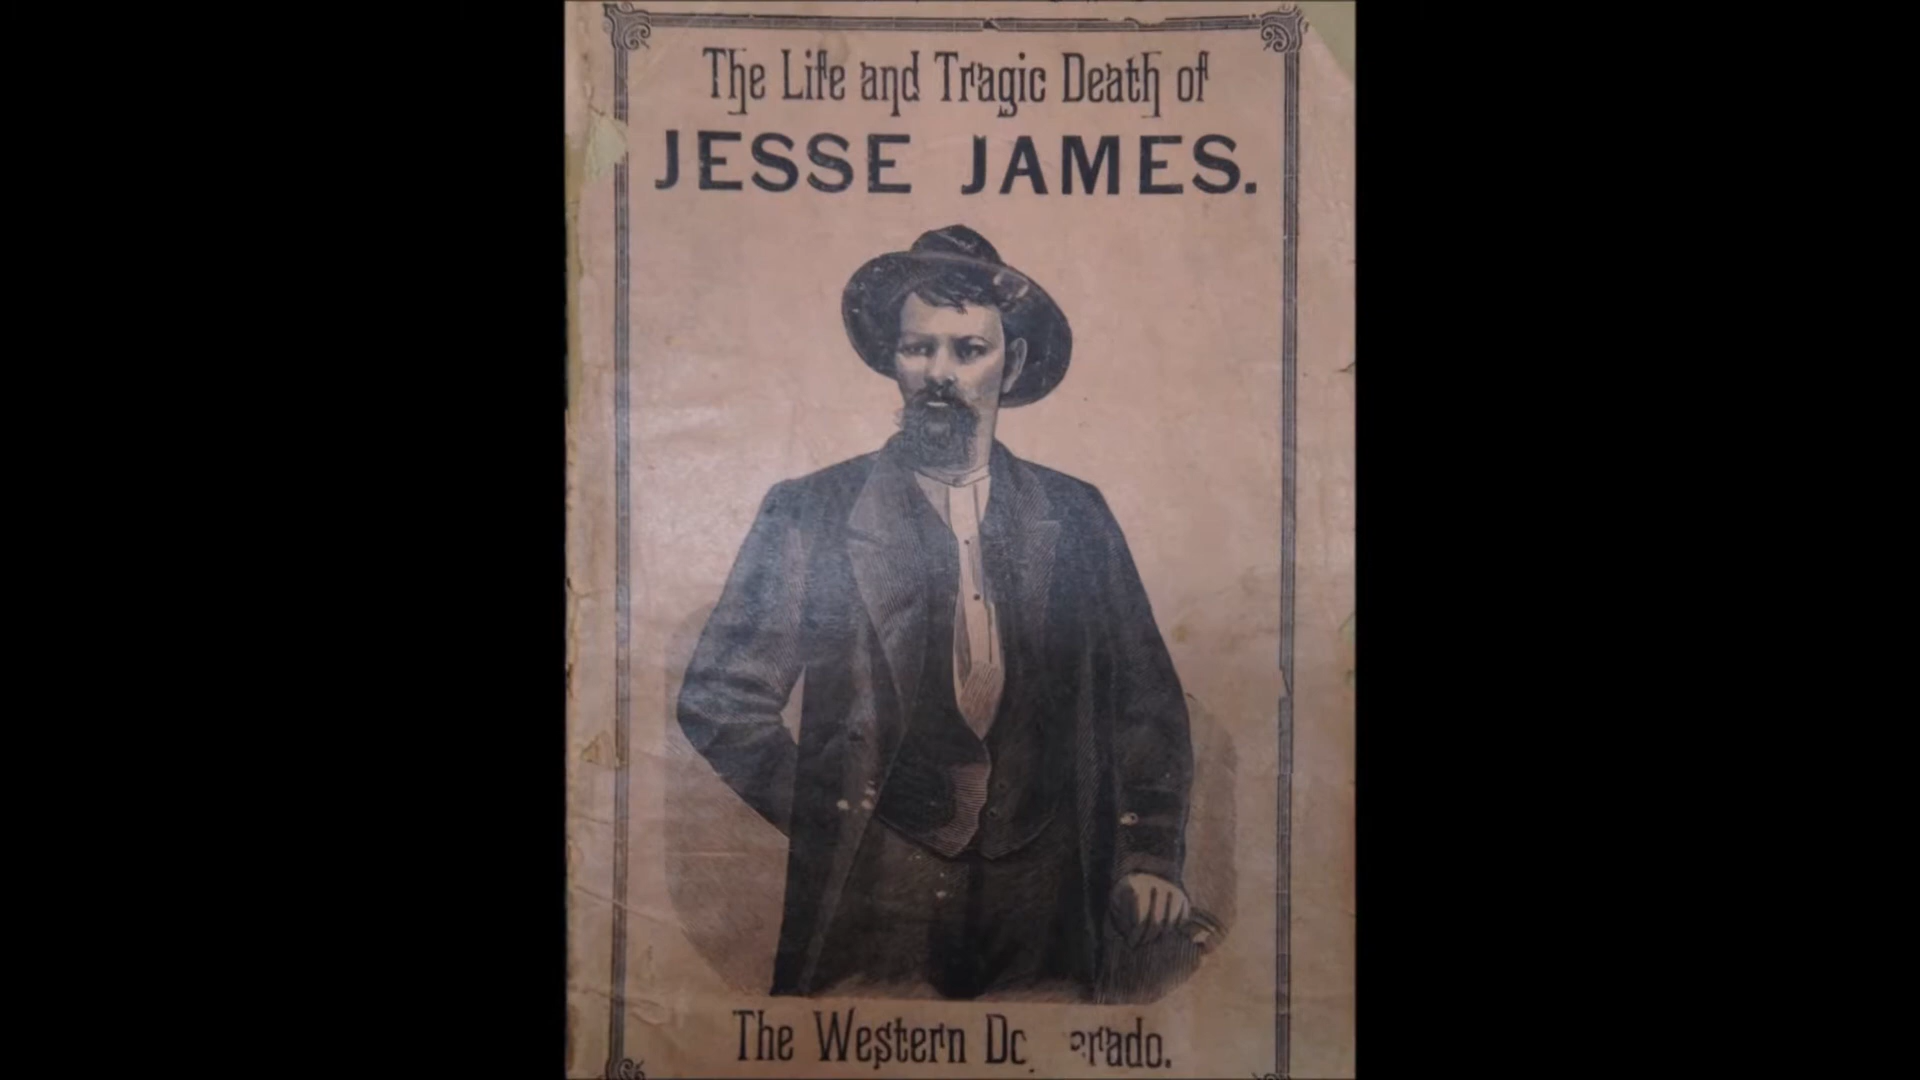 The Life and Tragic Death of
JESSE JAMES.
The Western